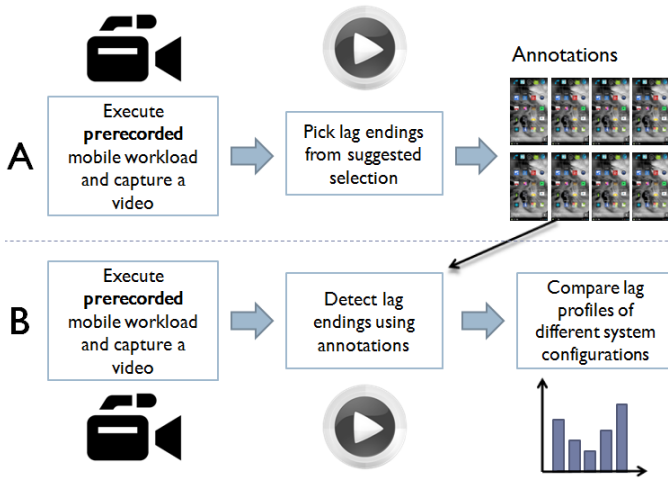 Annotations
A
Execute
prerecorded
mobile workload
and capture a
video
Pick lag endings
from suggested
selection
B
Execute
prerecorded
mobile workload
and capture a
video
Detect lag
endings using
annotations
Compare lag
profiles of
different system
configurations